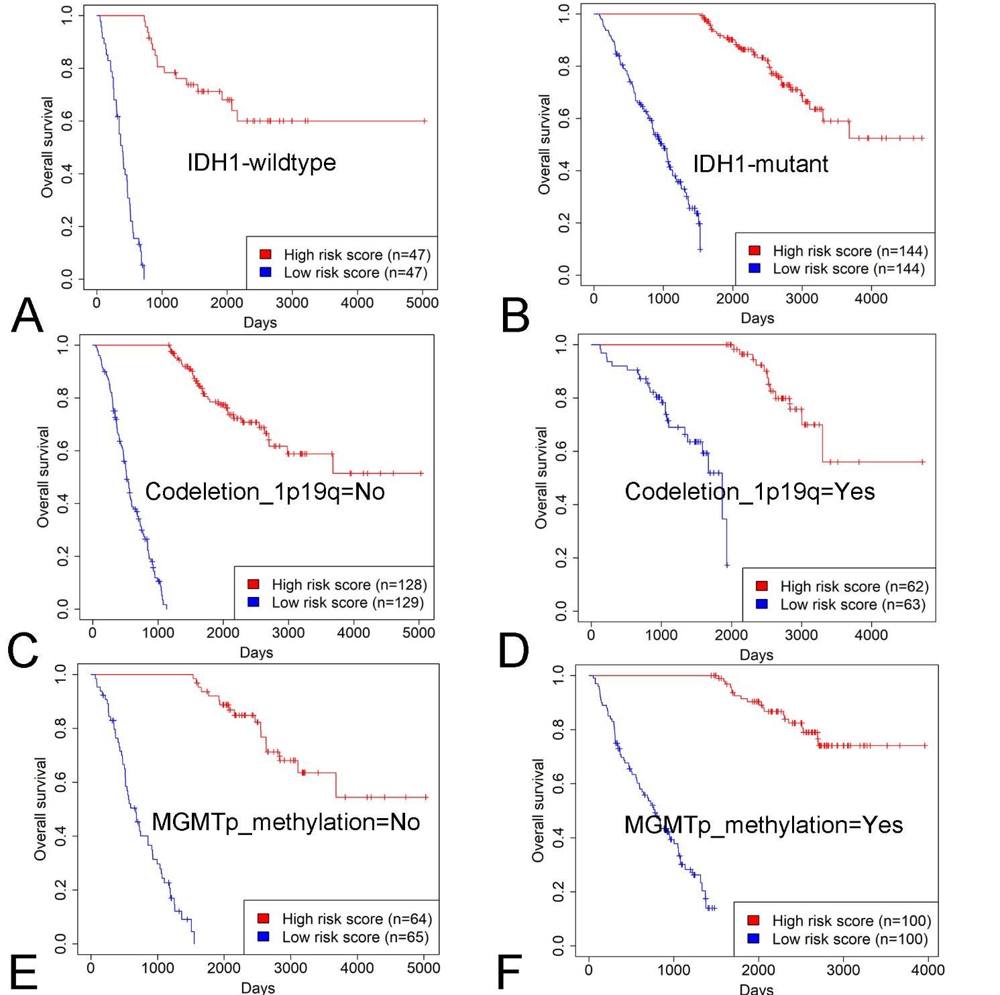 1.0
0.8
0.6
0.4
0.2
0.0
Overall survival
IDH1-wildtype
High risk score (n=47)
Low risk score (n=47)
0 1000 2000 3000 4000 5000
Days
A
1.0
0.8
0.6
0.4
0.2
0.0
Overall survival
IDH1-mutant
High risk score (n=144)
Low risk score (n=144)
0 1000 2000 3000 4000
Days
B
1.0
0.8
0.6
0.4
0.2
0.0
Overall survival
Codeletion_1p19q=No
High risk score (n=128)
Low risk score (n=129)
0 1000 2000 3000 4000 5000
Days
C
1.0
0.8
0.6
0.4
0.2
0.0
Overall survival
Codeletion_1p19q=Yes
High risk score (n=62)
Low risk score (n=63)
0 1000 2000 3000 4000
Days
D
1.0
0.8
0.6
0.4
0.2
0.0
Overall survival
MGMTp_methylation=No
High risk score (n=64)
Low risk score (n=65)
0 1000 2000 3000 4000 5000
Days
E
1.0
0.8
0.6
0.4
0.2
0.0
Overall survival
MGMTp_methylation=Yes
High risk score (n=100)
Low risk score (n=100)
0 1000 2000 3000 4000
Days
F